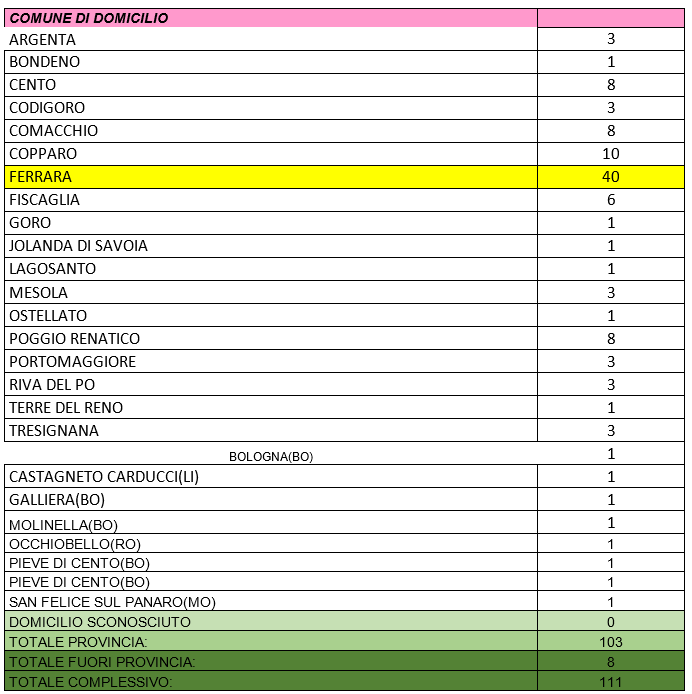 COMUNE DI DOMICILIO
ARGENTA 3
BONDENO 1
CENTO 8
CODIGORO 3
COMACCHIO 8
COPPARO 10
FERRARA 40
FISCAGLIA 6
GORO 1
JOLANDA DI SAVOIA 1
LAGOSANTO 1
MESOLA 3
OSTELLATO 1
POGGIO RENATICO 8
PORTOMAGGIORE 3
RIVA DEL PO 3
TERRE DEL RENO 1
TRESIGNANA 3
BOLOGNA(BO) 1
CASTAGNETO CARDUCCI(LI) 1
GALLIERA(BO) 1
MOLINELLA(BO) 1
OCCHIOBELLO(RO) 1
PIEVE DI CENTO(BO) 1
PIEVE DI CENTO(BO) 1
SAN FELICE SUL PANARO(MO) 1
DOMICILIO SCONOSCIUTO 0
TOTALE PROVINCIA: 103
TOTALE FUORI PROVINCIA: 8
TOTALE COMPLESSIVO: 111